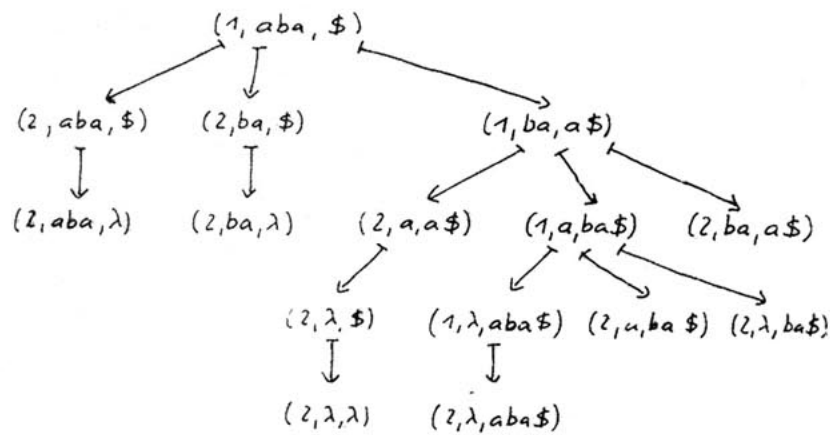 (1, aba, $)
(2, aba, $) (2, ba, $) (1, ba, a$)
(2, aba, λ) (2, ba, λ) (2, a, a$) (1, a, ba$) (2, ba, a$)
(2, λ, $) (1, λ, aba$) (2, a, ba$) (2, λ, ba$)
(2, λ, λ) (2, λ, aba$)